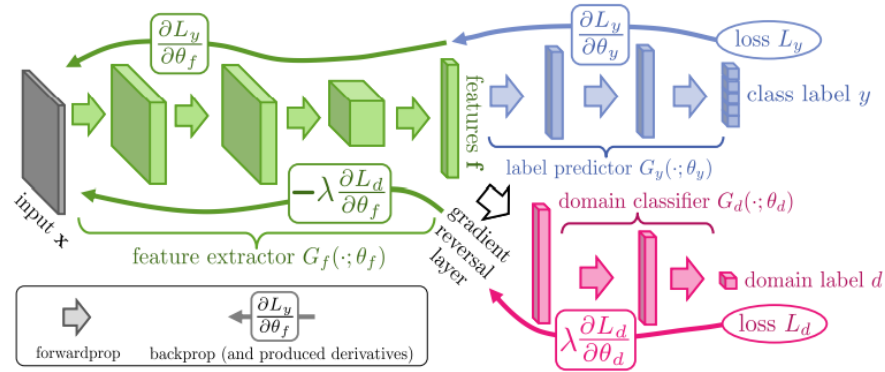 ∂L_y/∂θ_f
∂L_y/∂θ_y
loss L_y
features f
class label y
label predictor G_y(·;θ_y)
−λ ∂L_d/∂θ_f
input x
feature extractor G_f(·;θ_f)
gradient
reversal
layer
domain classifier G_d(·;θ_d)
domain label d
λ ∂L_d/∂θ_d
loss L_d
∂L_y/∂θ_f
forwardprop
backprop (and produced derivatives)